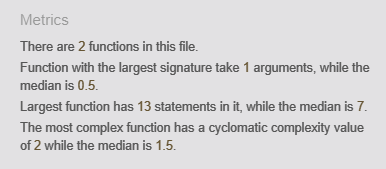 Metrics
There are 2 functions in this file.
Function with the largest signature take 1 arguments, while the
median is 0.5.
Largest function has 13 statements in it, while the median is 7.
The most complex function has a cyclomatic complexity value
of 2 while the median is 1.5.